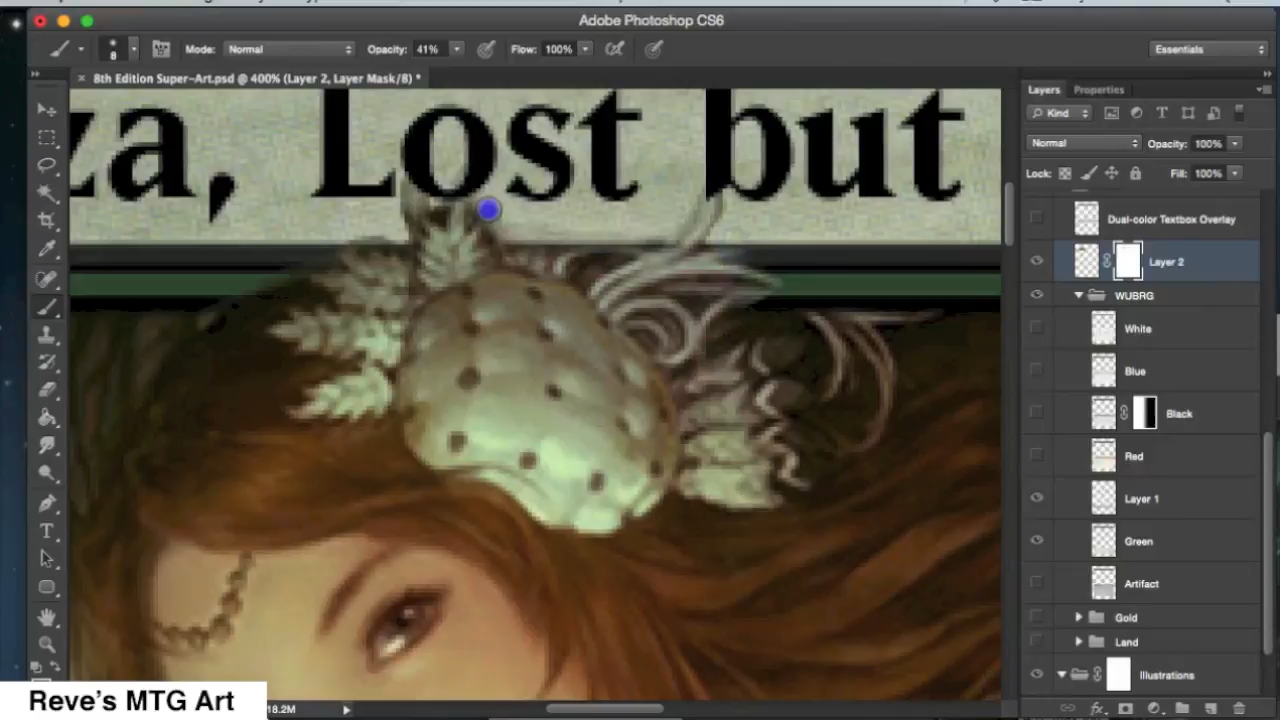 Adobe Photoshop CS6
8
Mode: Normal Opacity: 41% Flow: 100% Essentials
× 8th Edition Super-Art.psd @ 400% (Layer 2, Layer Mask/8) *
za, Lost but
Layers Properties
Kind
Normal Opacity: 100%
Lock: Fill: 100%
Dual-color Textbox Overlay
Layer 2
WUBRG
White
Blue
Black
Red
Layer 1
Green
Artifact
Gold
Land
Illustrations
Reve's MTG Art
18.2M